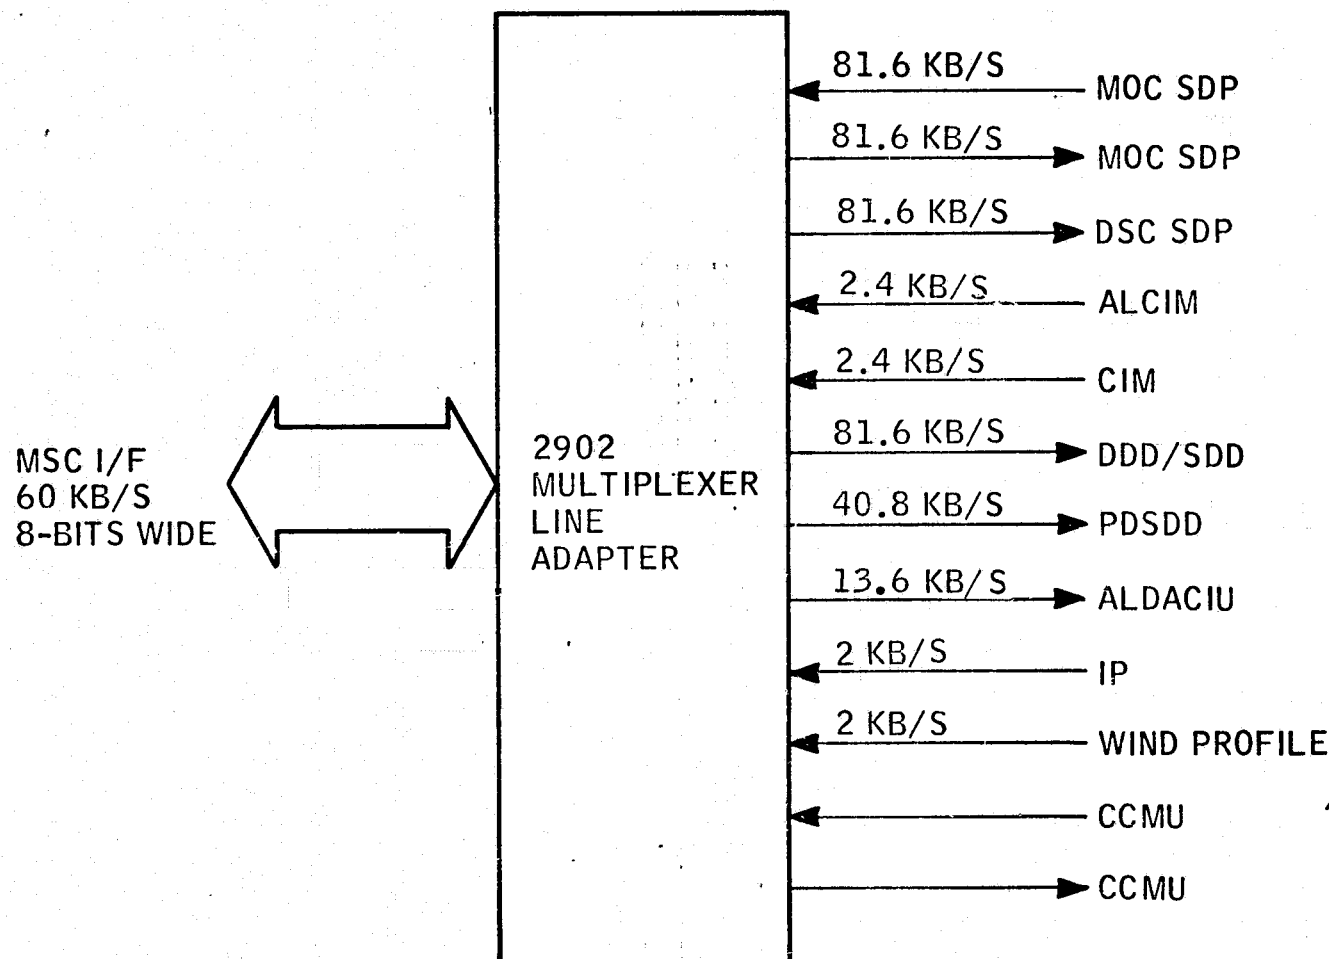 81.6 KB/S
MOC SDP
81.6 KB/S
MOC SDP
81.6 KB/S
DSC SDP
2.4 KB/S
ALCIM
2.4 KB/S
CIM
81.6 KB/S
DDD/SDD
40.8 KB/S
PDSDD
13.6 KB/S
ALDACIU
2 KB/S
IP
2 KB/S
WIND PROFILE
CCMU
CCMU
MSC I/F
60 KB/S
8-BITS WIDE
2902
MULTIPLEXER
LINE
ADAPTER